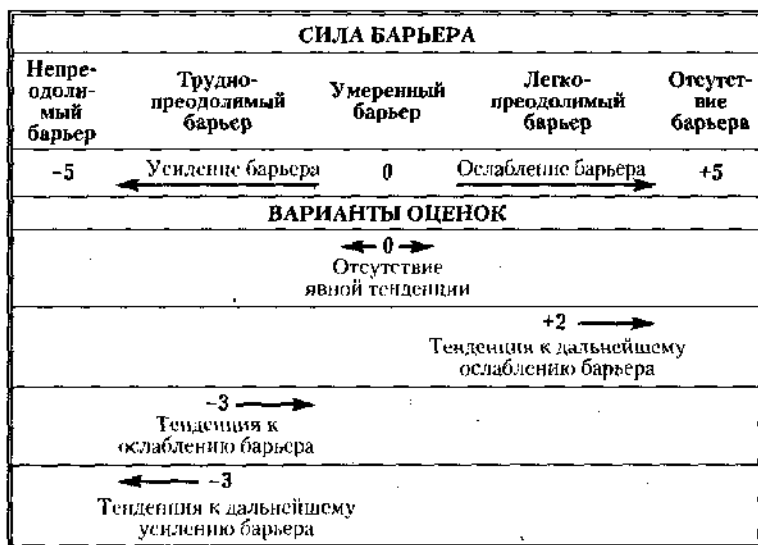 СИЛА БАРЬЕРА
Непре-
одоли-
мый
барьер
Трудно-
преодолимый
барьер
Умеренный
барьер
Легко-
преодолимый
барьер
Отсутст-
вие
барьера
-5 Усиление барьера 0 Ослабление барьера +5
ВАРИАНТЫ ОЦЕНОК
0
Отсутствие
явной тенденции
+2
Тенденция к дальнейшему
ослаблению барьера
-3
Тенденция к
ослаблению барьера
-3
Тенденция к дальнейшему
усилению барьера